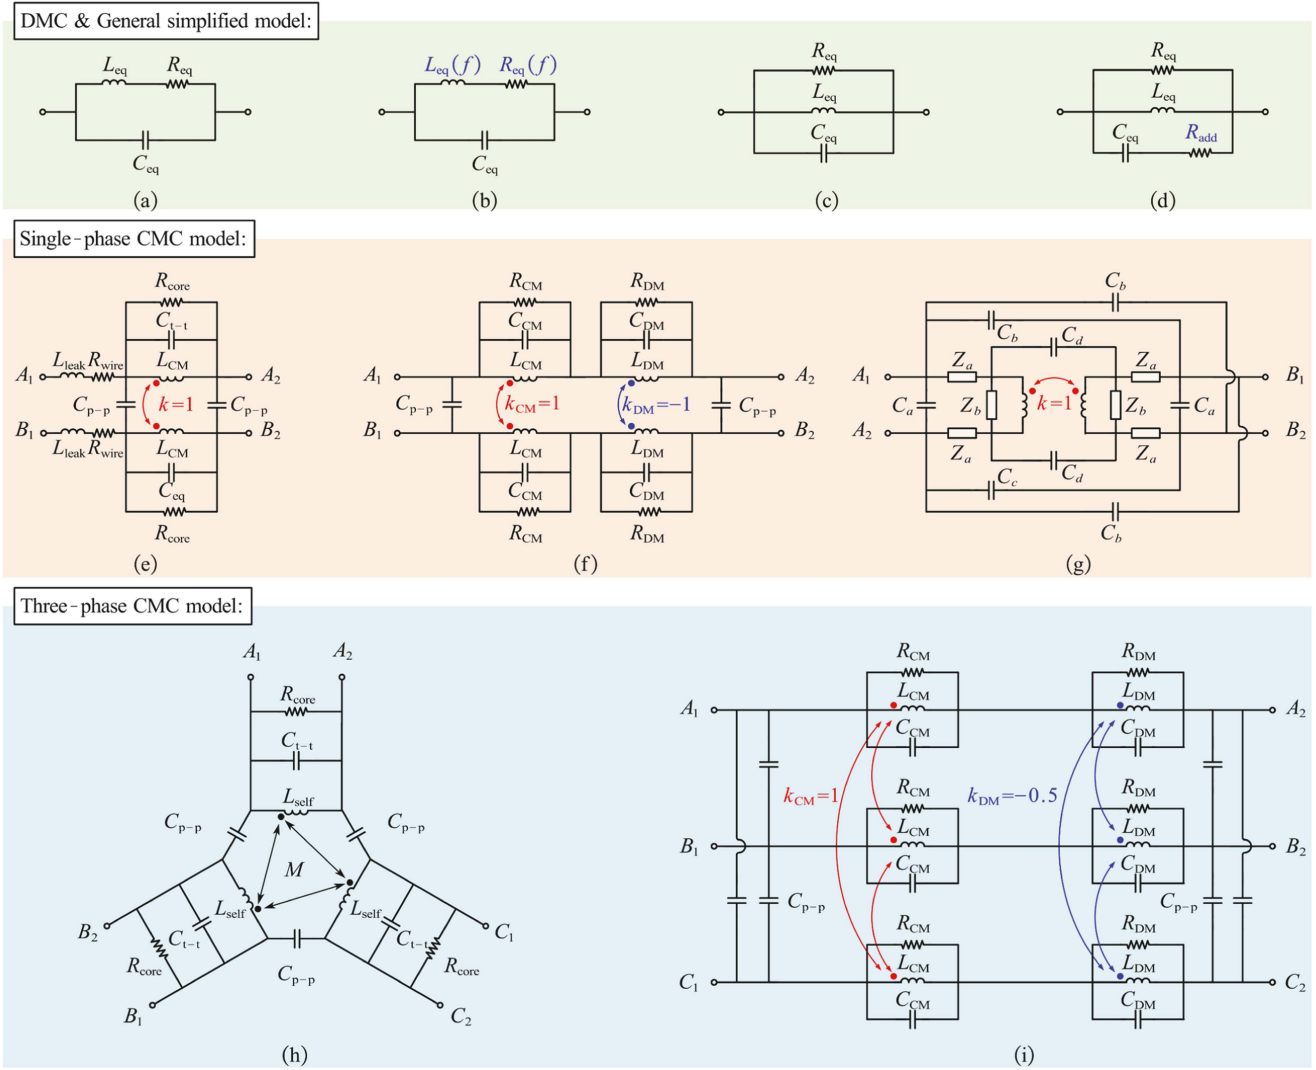 DMC & General simplified model:
Leq Req
Ceq
(a)
Leq(f) Req(f)
Ceq
(b)
Req
Leq
Ceq
(c)
Req
Leq
Ceq Radd
(d)
Single-phase CMC model:
Rcore
Ct-t
LCM
A1 Lleak Rwire A2
Cp-p k=1 Cp-p
B1 B2
Lleak Rwire LCM
Ceq
Rcore
(e)
RCM RDM
CCM CDM
LCM LDM
A1 A2
Cp-p kCM=1 kDM=-1 Cp-p
B1 B2
LCM LDM
CCM CDM
RCM RDM
(f)
Cb
Cb Cd
Za Za
A1 B1
Ca Zb k=1 Zb Ca
A2 B2
Za Za
Cc Cd
Cb
(g)
Three-phase CMC model:
A1 A2
Rcore
Ct-t
Lself
Cp-p Cp-p
M
Lself Lself
B2 C1
Ct-t Ct-t
Rcore Cp-p Rcore
B1 C2
(h)
RCM RDM
LCM LDM
A1 A2
CCM CDM
kCM=1 kDM=-0.5
RCM RDM
LCM LDM
B1 B2
CCM CDM
Cp-p Cp-p
RCM RDM
LCM LDM
C1 C2
CCM CDM
(i)